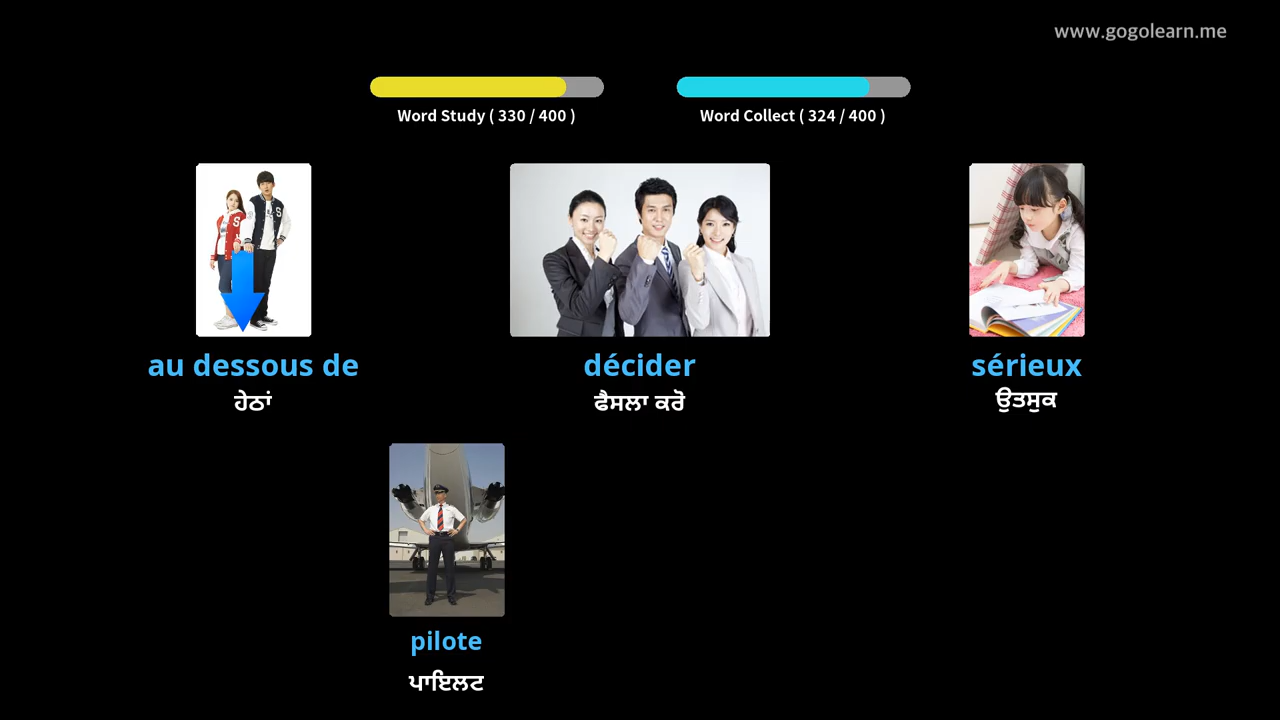 www.gogolearn.me
Word Study ( 330 / 400 )
Word Collect ( 324 / 400 )
S
S
au dessous de
décider
sérieux
ਹੇਠਾਂ
ਫੈਸਲਾ ਕਰੋ
ਉਤਸੁਕ
pilote
ਪਾਇਲਟ